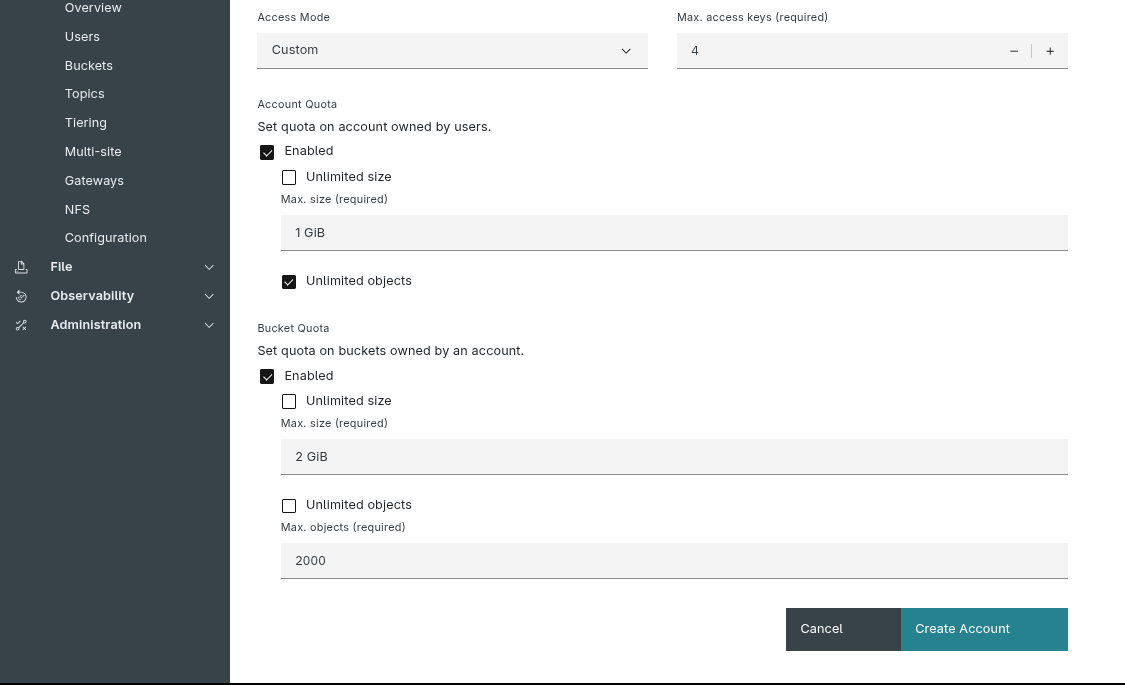 Overview
Users
Buckets
Topics
Tiering
Multi-site
Gateways
NFS
Configuration
File
Observability
Administration
Access Mode
Custom
Max. access keys (required)
4
Account Quota
Set quota on account owned by users.
Enabled
Unlimited size
Max. size (required)
1 GiB
Unlimited objects
Bucket Quota
Set quota on buckets owned by an account.
Enabled
Unlimited size
Max. size (required)
2 GiB
Unlimited objects
Max. objects (required)
2000
Cancel
Create Account